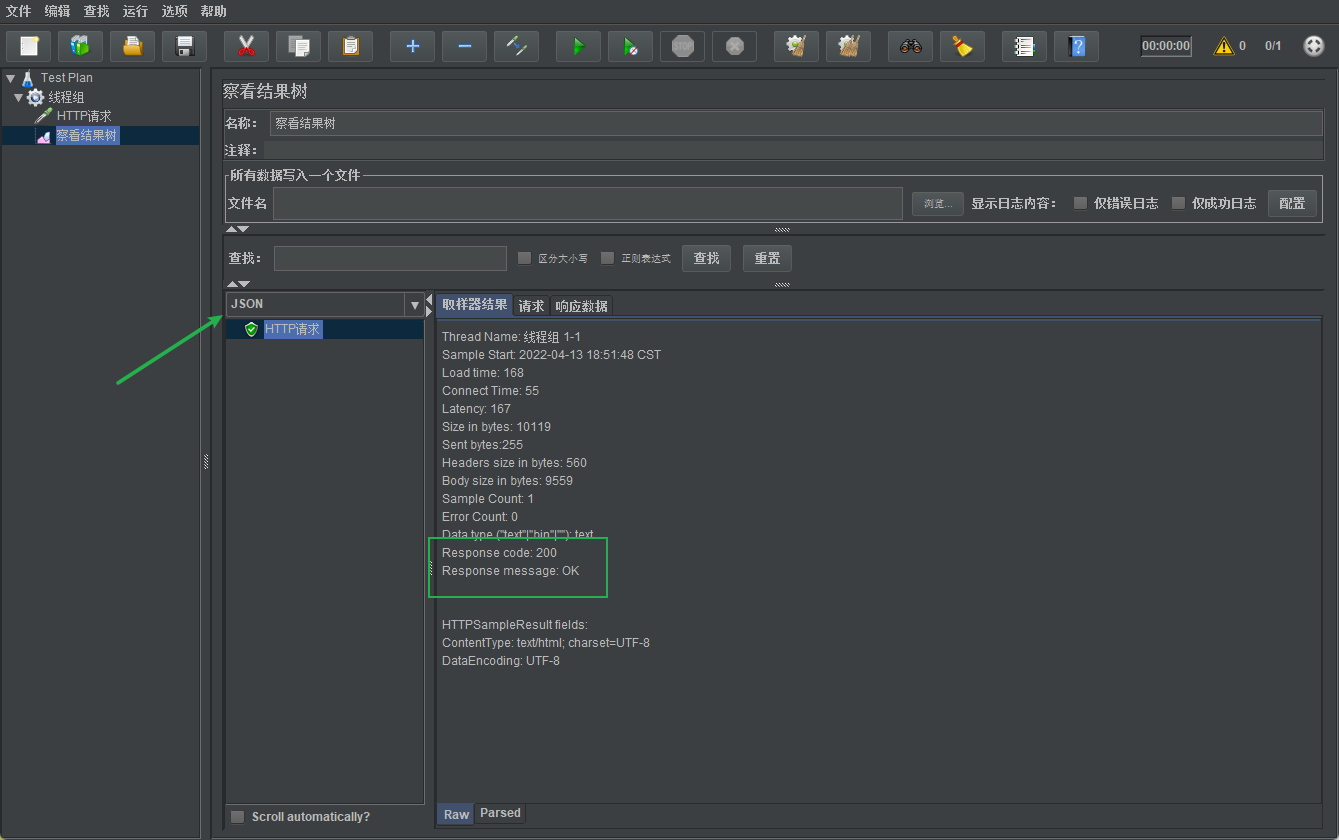 文件 编辑 查找 运行 选项 帮助
STOP
00:00:00 0 0/1
Test Plan
线程组
HTTP请求
察看结果树
察看结果树
名称： 察看结果树
注释：
所有数据写入一个文件
文件名 浏览... 显示日志内容： 仅错误日志 仅成功日志 配置
查找： 区分大小写 正则表达式 查找 重置
JSON
HTTP请求
取样器结果 请求 响应数据
Thread Name: 线程组 1-1
Sample Start: 2022-04-13 18:51:48 CST
Load time: 168
Connect Time: 55
Latency: 167
Size in bytes: 10119
Sent bytes:255
Headers size in bytes: 560
Body size in bytes: 9559
Sample Count: 1
Error Count: 0
Data type ("text"|"bin"|""): text
Response code: 200
Response message: OK
HTTPSampleResult fields:
ContentType: text/html; charset=UTF-8
DataEncoding: UTF-8
Scroll automatically?
Raw Parsed